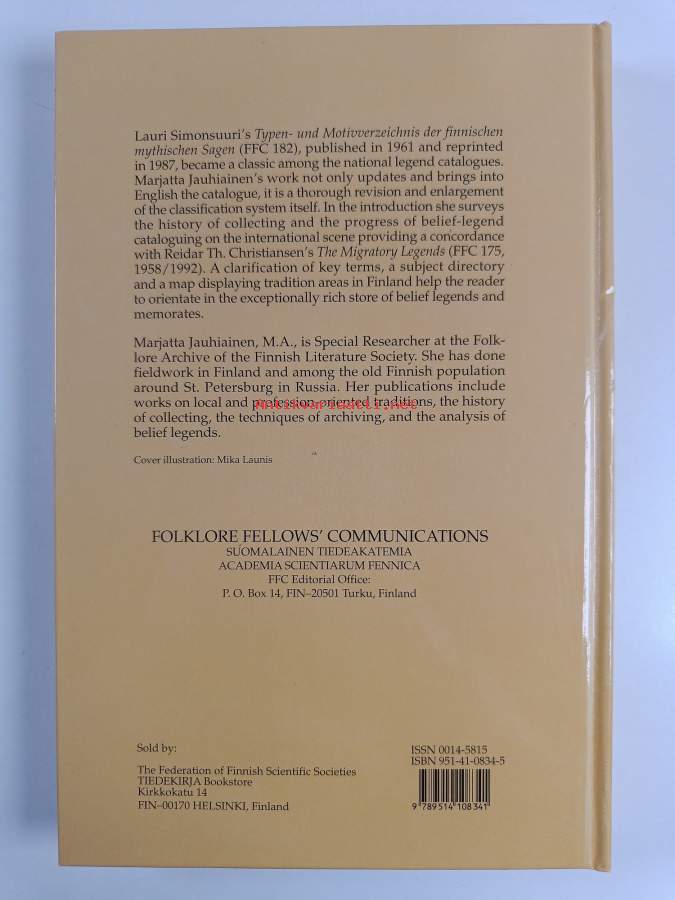 Lauri Simonsuuri's Typen- und Motivverzeichnis der finnischen
mythischen Sagen (FFC 182), published in 1961 and reprinted
in 1987, became a classic among the national legend catalogues.
Marjatta Jauhiainen's work not only updates and brings into
English the catalogue, it is a thorough revision and enlargement
of the classification system itself. In the introduction she surveys
the history of collecting and the progress of belief-legend
cataloguing on the international scene providing a concordance
with Reidar Th. Christiansen's The Migratory Legends (FFC 175,
1958/1992). A clarification of key terms, a subject directory
and a map displaying tradition areas in Finland help the reader
to orientate in the exceptionally rich store of belief legends and
memorates.
Marjatta Jauhiainen, M.A., is Special Researcher at the Folk-
lore Archive of the Finnish Literature Society. She has done
fieldwork in Finland and among the old Finnish population
around St. Petersburg in Russia. Her publications include
works on local and profession-oriented traditions, the history
Antikvariaatti.net
of collecting, the techniques of archiving, and the analysis of
belief legends.
Cover illustration: Mika Launis
FOLKLORE FELLOWS' COMMUNICATIONS
SUOMALAINEN TIEDEAKATEMIA
ACADEMIA SCIENTIARUM FENNICA
FFC Editorial Office:
P. O. Box 14, FIN–20501 Turku, Finland
Sold by:
The Federation of Finnish Scientific Societies
TIEDEKIRJA Bookstore
Kirkkokatu 14
FIN–00170 HELSINKI, Finland
ISSN 0014-5815
ISBN 951-41-0834-5
9 789514 108341